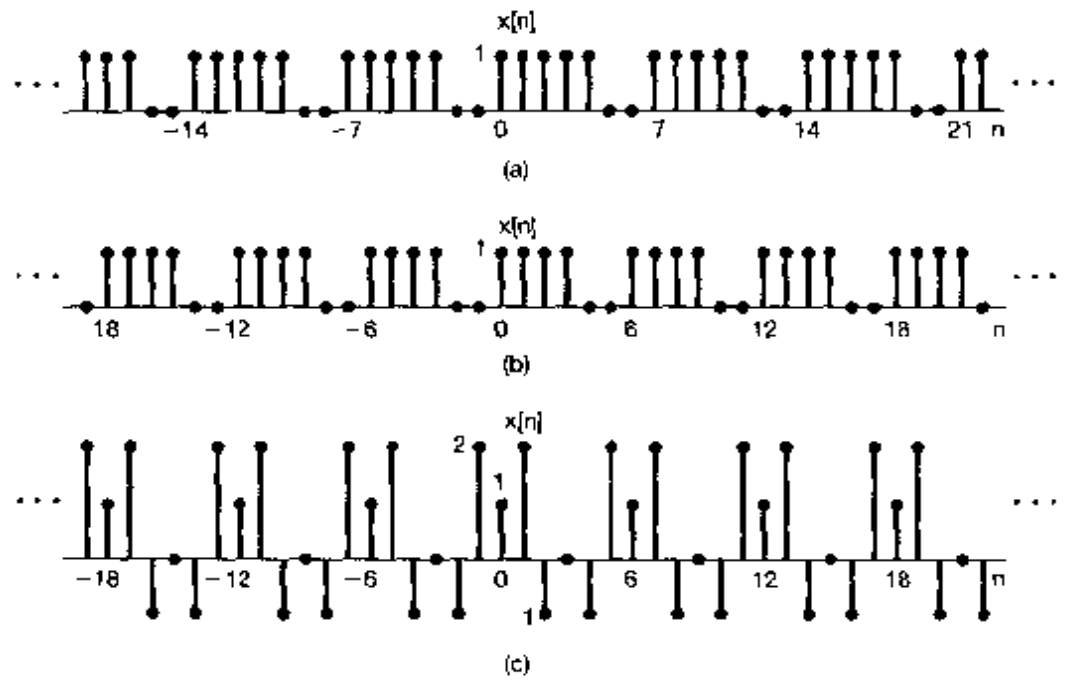 x[n]
1
... ...
-14 -7 0 7 14 21 n
(a)
x[n]
... ...
18 -12 -6 0 6 12 18 n
(b)
x[n]
2
1
... ...
-18 -12 -6 0 6 12 18 n
1
(c)